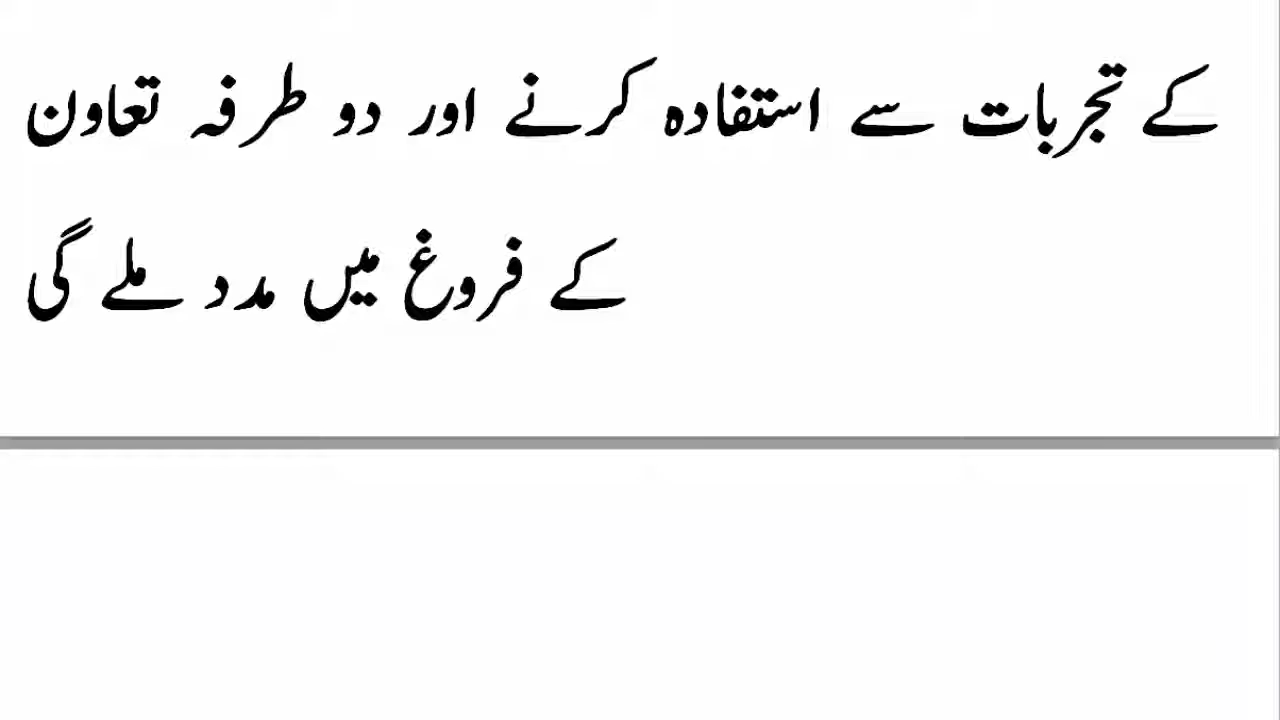 کے تجربات سے استفادہ کرنے اور دو طرفہ تعاون
کے فروغ میں مدد ملے گی